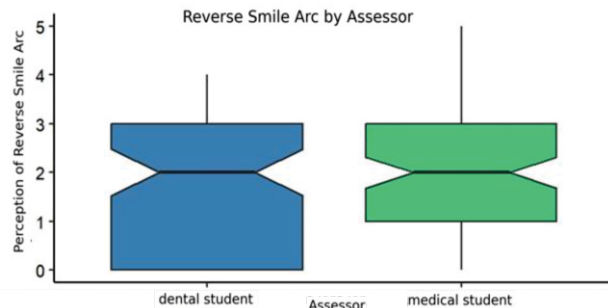 Reverse Smile Arc by Assessor
Perception of Reverse Smile Arc
5
4
3
2
1
0
dental student
medical student
Assessor